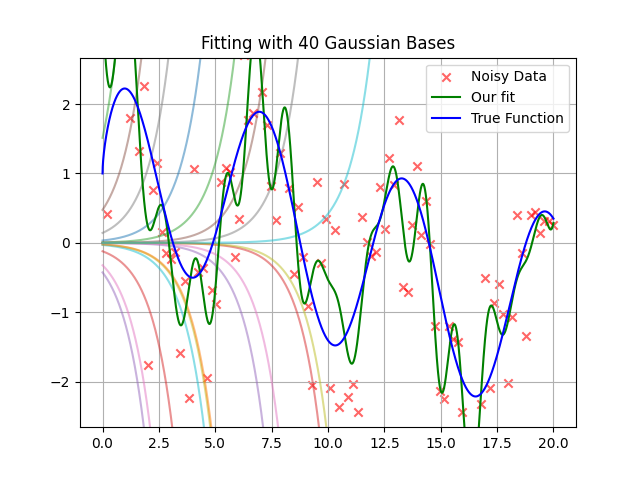 Fitting with 40 Gaussian Bases
Noisy Data
Our fit
True Function
2
1
0
−1
−2
0.0 2.5 5.0 7.5 10.0 12.5 15.0 17.5 20.0